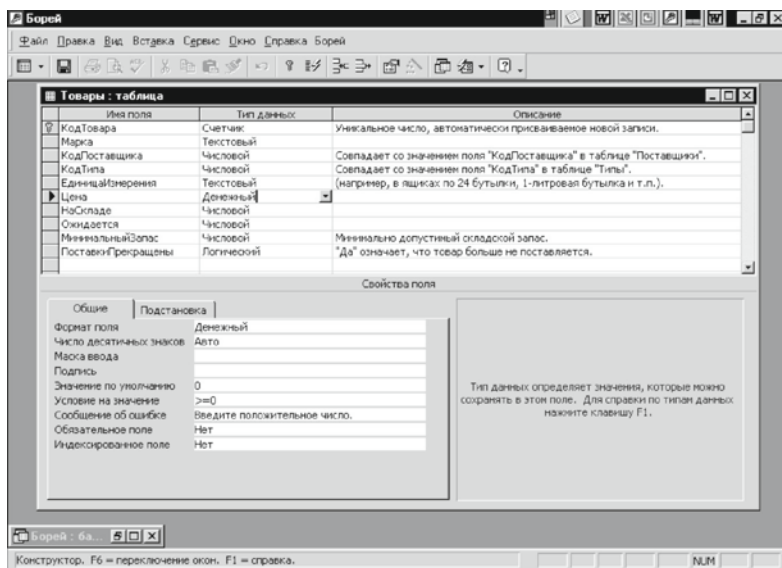 Борей
Файл Правка Вид Вставка Сервис Окно Справка Борей
Товары : таблица
Имя поля Тип данных Описание
КодТовара Счетчик Уникальное число, автоматически присваиваемое новой записи.
Марка Текстовый
КодПоставщика Числовой Совпадает со значением поля "КодПоставщика" в таблице "Поставщики".
КодТипа Числовой Совпадает со значением поля "КодТипа" в таблице "Типы".
ЕдиницаИзмерения Текстовый (например, в ящиках по 24 бутылки, 1-литровая бутылка и т.п.).
Цена Денежный
НаСкладе Числовой
Ожидается Числовой
МинимальныйЗапас Числовой Минимально допустимый складской запас.
ПоставкиПрекращены Логический "Да" означает, что товар больше не поставляется.
Свойства поля
Общие Подстановка
Формат поля Денежный
Число десятичных знаков Авто
Маска ввода
Подпись
Значение по умолчанию 0
Условие на значение >=0
Сообщение об ошибке Введите положительное число.
Обязательное поле Нет
Индексированное поле Нет
Тип данных определяет значения, которые можно
сохранять в этом поле. Для справки по типам данных
нажмите клавишу F1.
Борей : ба...
Конструктор. F6 = переключение окон. F1 = справка.
NUM